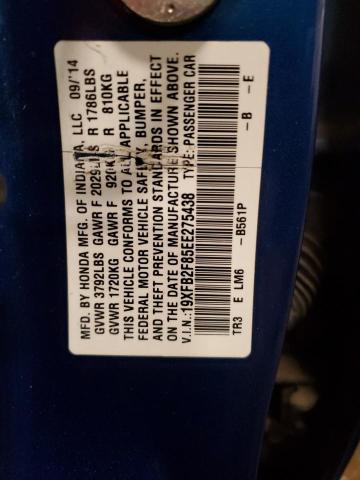 MFD. BY HONDA MFG. OF INDIANA, LLC 09/'14
GVWR 3792LBS GAWR F 2029LBS R 1786LBS
GVWR 1720KG GAWR F 920KG R 810KG
THIS VEHICLE CONFORMS TO ALL APPLICABLE
FEDERAL MOTOR VEHICLE SAFETY, BUMPER,
AND THEFT PREVENTION STANDARDS IN EFFECT
ON THE DATE OF MANUFACTURE SHOWN ABOVE.
V.I.N.:19XFB2F85EE275438 TYPE: PASSENGER CAR
-B561P -B -E
TR3 E LM6